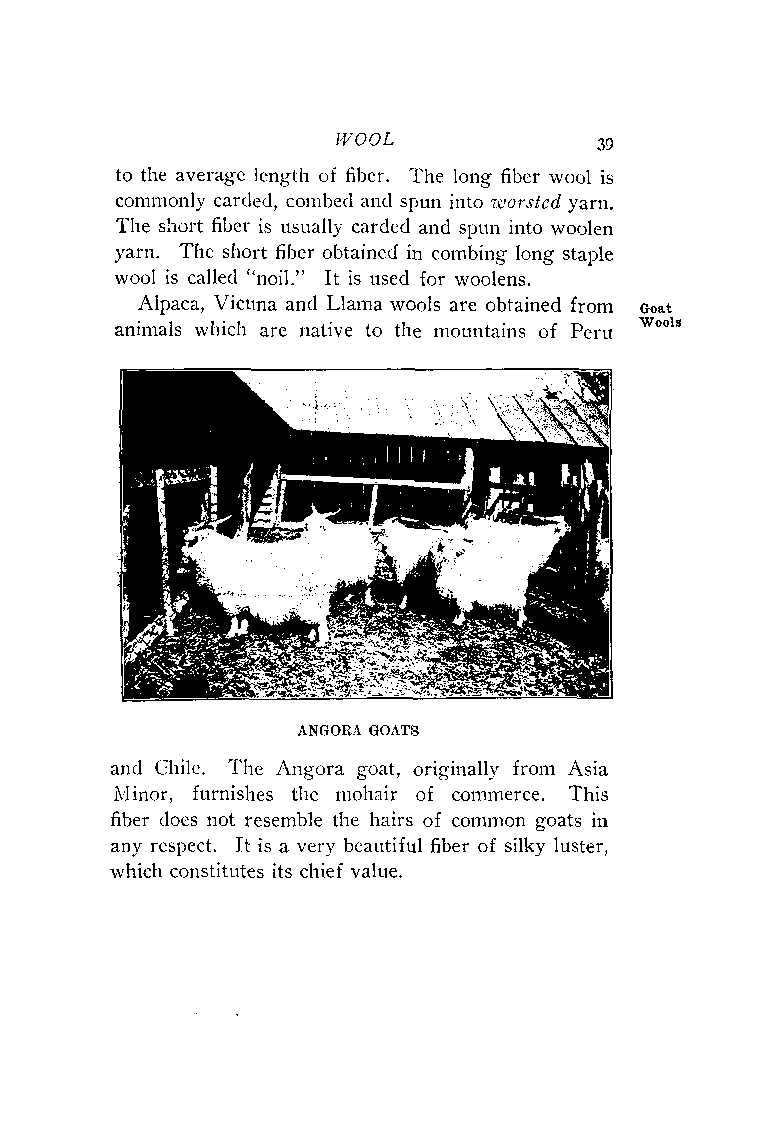 WOOL 39
to the average length of fiber. The long fiber wool is
commonly carded, combed and spun into worsted yarn.
The short fiber is usually carded and spun into woolen
yarn. The short fiber obtained in combing long staple
wool is called "noil." It is used for woolens.
Alpaca, Vicuna and Llama wools are obtained from
animals which are native to the mountains of Peru
Goat
Wools
ANGORA GOATS
and Chile. The Angora goat, originally from Asia
Minor, furnishes the mohair of commerce. This
fiber does not resemble the hairs of common goats in
any respect. It is a very beautiful fiber of silky luster,
which constitutes its chief value.